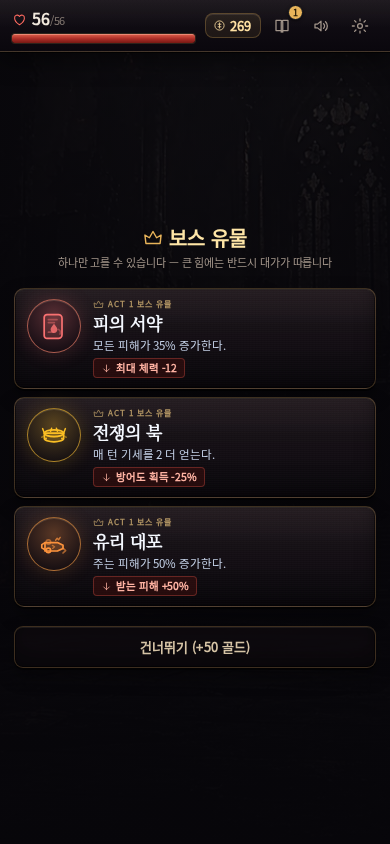 56/56
269
1
보스 유물
하나만 고를 수 있습니다 — 큰 힘에는 반드시 대가가 따릅니다
ACT 1 보스 유물
피의 서약
모든 피해가 35% 증가한다.
↓ 최대 체력 -12
ACT 1 보스 유물
전쟁의 북
매 턴 기세를 2 더 얻는다.
↓ 방어도 획득 -25%
ACT 1 보스 유물
유리 대포
주는 피해가 50% 증가한다.
↓ 받는 피해 +50%
건너뛰기 (+50 골드)